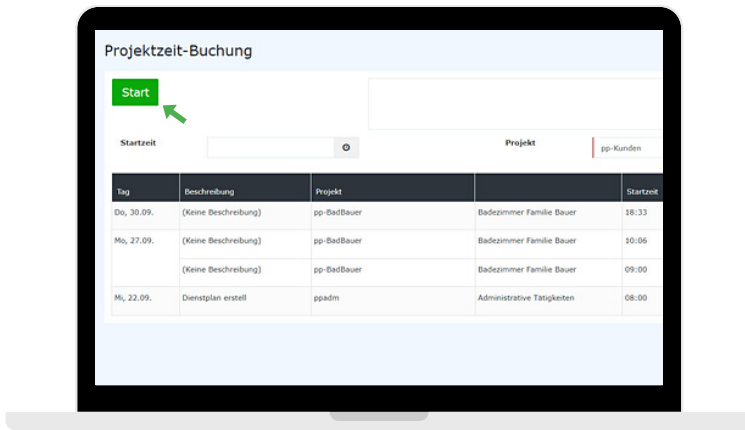 Projektzeit-Buchung
Start
Startzeit
Projekt
pp-Kunden
Tag Beschreibung Projekt Startzeit
Do, 30.09. (Keine Beschreibung) pp-BadBauer Badezimmer Familie Bauer 18:33
Mo, 27.09. (Keine Beschreibung) pp-BadBauer Badezimmer Familie Bauer 10:06
(Keine Beschreibung) pp-BadBauer Badezimmer Familie Bauer 09:00
Mi, 22.09. Dienstplan erstell ppadm Administrative Tätigkeiten 08:00